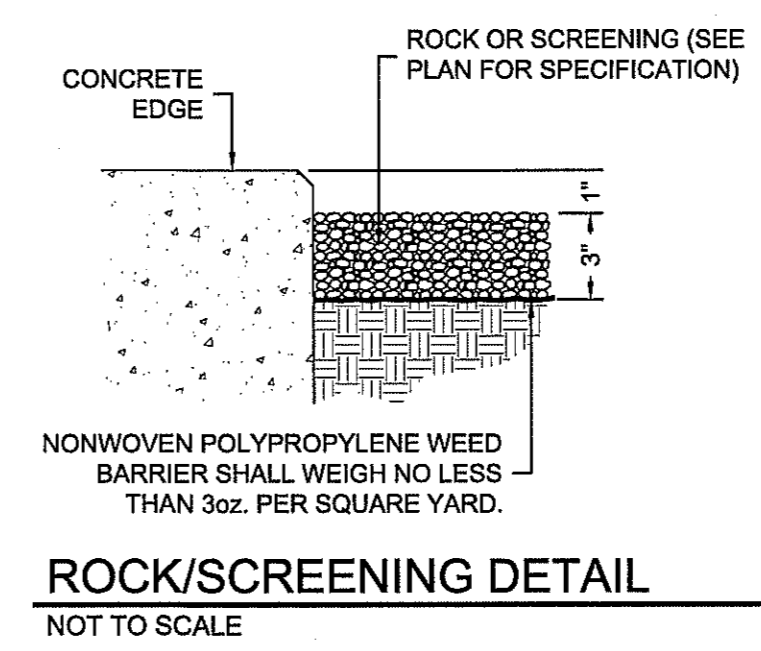 ROCK OR SCREENING (SEE
PLAN FOR SPECIFICATION)
CONCRETE
EDGE
1"
3"
NONWOVEN POLYPROPYLENE WEED
BARRIER SHALL WEIGH NO LESS
THAN 3oz. PER SQUARE YARD.
ROCK/SCREENING DETAIL
NOT TO SCALE